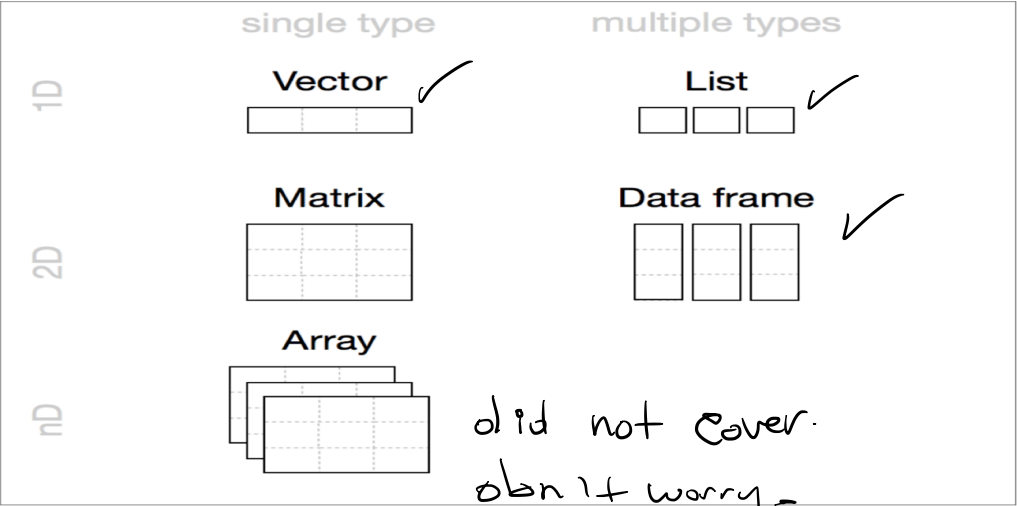 single type multiple types
1D
Vector List
2D
Matrix Data frame
nD
Array
did not cover.
don't worry.